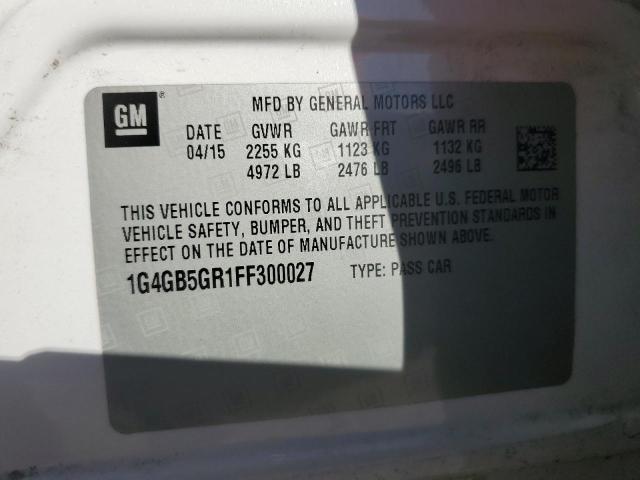 GM
MFD BY GENERAL MOTORS LLC
DATE GVWR GAWR FRT GAWR RR
04/15 2255 KG 1123 KG 1132 KG
4972 LB 2476 LB 2496 LB
THIS VEHICLE CONFORMS TO ALL APPLICABLE U.S. FEDERAL MOTOR
VEHICLE SAFETY, BUMPER, AND THEFT PREVENTION STANDARDS IN
EFFECT ON THE DATE OF MANUFACTURE SHOWN ABOVE.
1G4GB5GR1FF300027 TYPE: PASS CAR